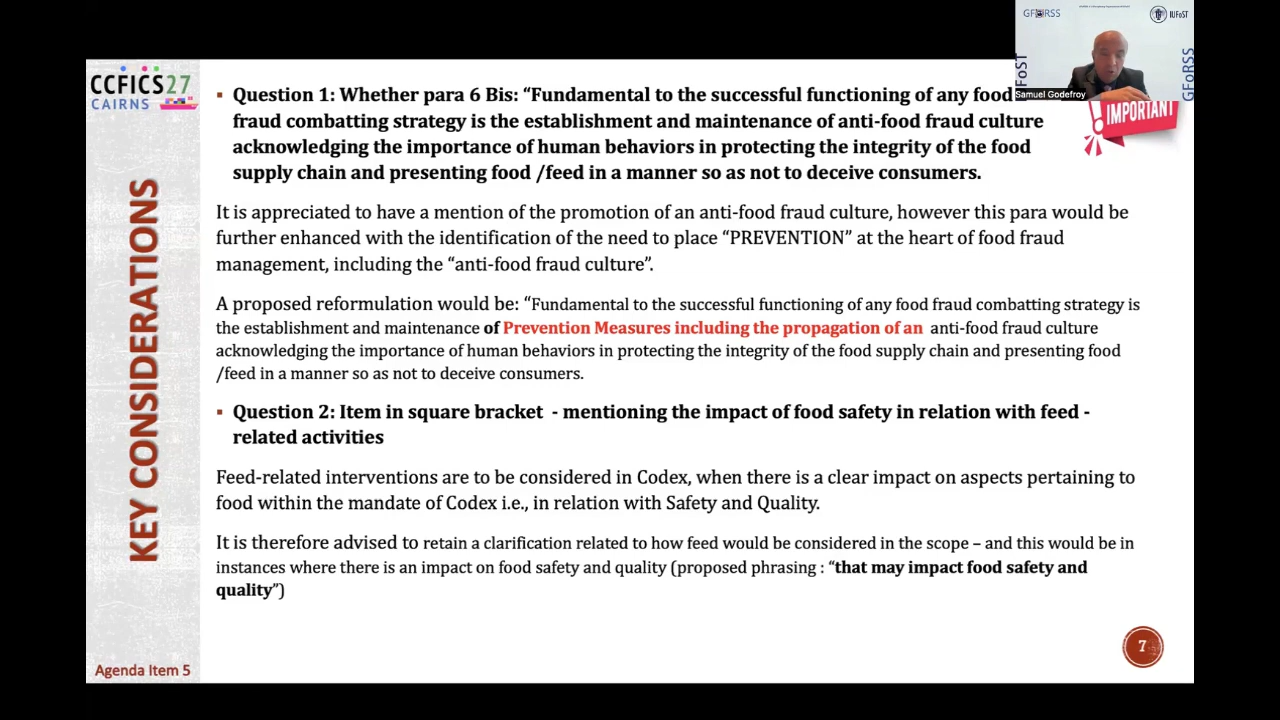 GFoRSS
IUFoST
FoST
GFoRSS
Samuel Godefroy
CCFICS27
CAIRNS
! IMPORTANT
KEY CONSIDERATIONS
▪ Question 1: Whether para 6 Bis: “Fundamental to the successful functioning of any food
fraud combatting strategy is the establishment and maintenance of anti-food fraud culture
acknowledging the importance of human behaviors in protecting the integrity of the food
supply chain and presenting food /feed in a manner so as not to deceive consumers.
It is appreciated to have a mention of the promotion of an anti-food fraud culture, however this para would be
further enhanced with the identification of the need to place “PREVENTION” at the heart of food fraud
management, including the “anti-food fraud culture”.
A proposed reformulation would be: “Fundamental to the successful functioning of any food fraud combatting strategy is
the establishment and maintenance of Prevention Measures including the propagation of an anti-food fraud culture
acknowledging the importance of human behaviors in protecting the integrity of the food supply chain and presenting food
/feed in a manner so as not to deceive consumers.
▪ Question 2: Item in square bracket - mentioning the impact of food safety in relation with feed -
related activities
Feed-related interventions are to be considered in Codex, when there is a clear impact on aspects pertaining to
food within the mandate of Codex i.e., in relation with Safety and Quality.
It is therefore advised to retain a clarification related to how feed would be considered in the scope – and this would be in
instances where there is an impact on food safety and quality (proposed phrasing : “that may impact food safety and
quality”)
7
Agenda Item 5